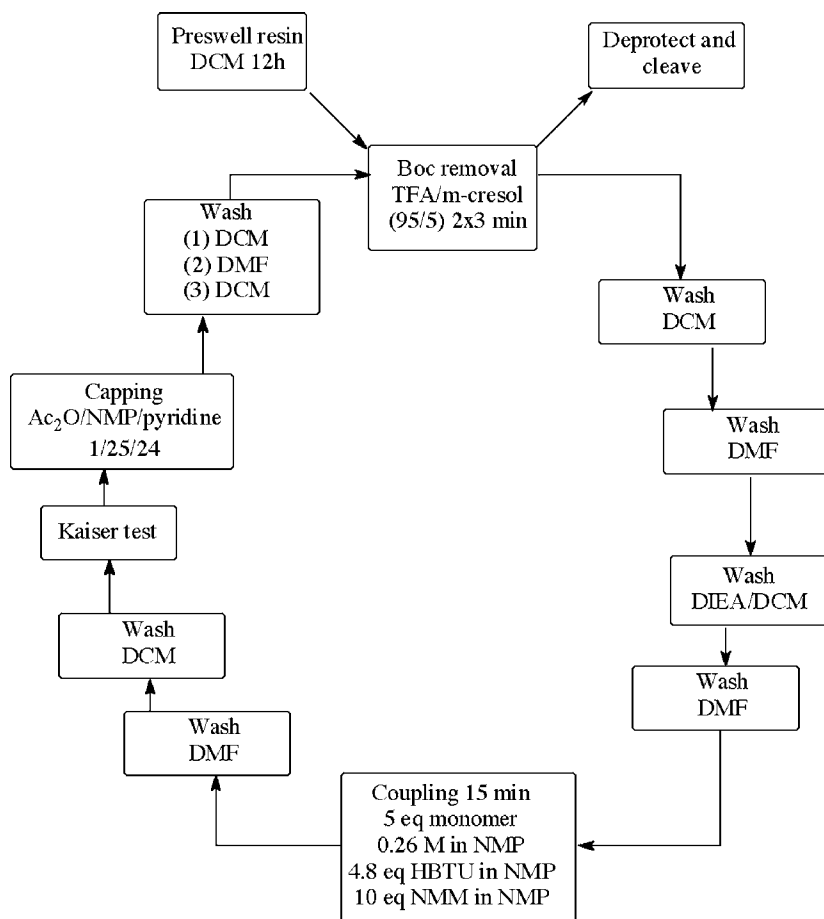 Preswell resin
DCM 12h
Deprotect and
cleave
Boc removal
TFA/m-cresol
(95/5) 2x3 min
Wash
DCM
Wash
DMF
Wash
DIEA/DCM
Wash
DMF
Coupling 15 min
5 eq monomer
0.26 M in NMP
4.8 eq HBTU in NMP
10 eq NMM in NMP
Wash
DMF
Wash
DCM
Kaiser test
Capping
Ac₂O/NMP/pyridine
1/25/24
Wash
(1) DCM
(2) DMF
(3) DCM